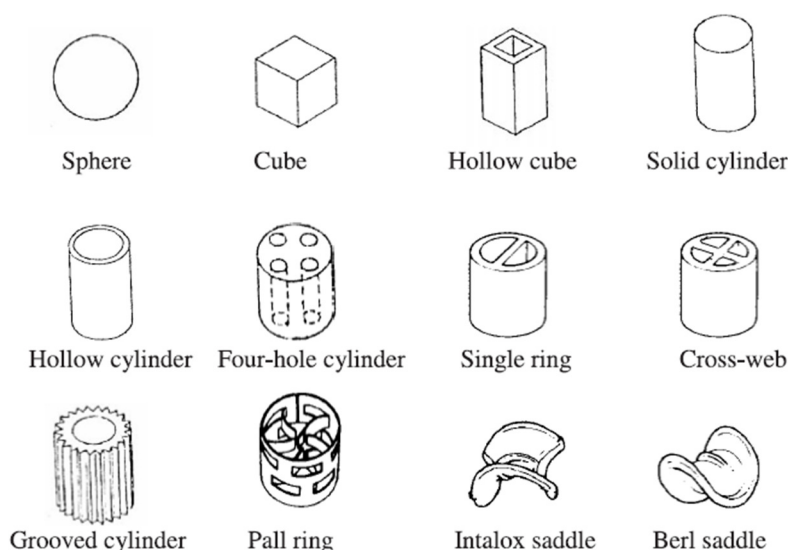 Sphere
Cube
Hollow cube
Solid cylinder
Hollow cylinder
Four-hole cylinder
Single ring
Cross-web
Grooved cylinder
Pall ring
Intalox saddle
Berl saddle